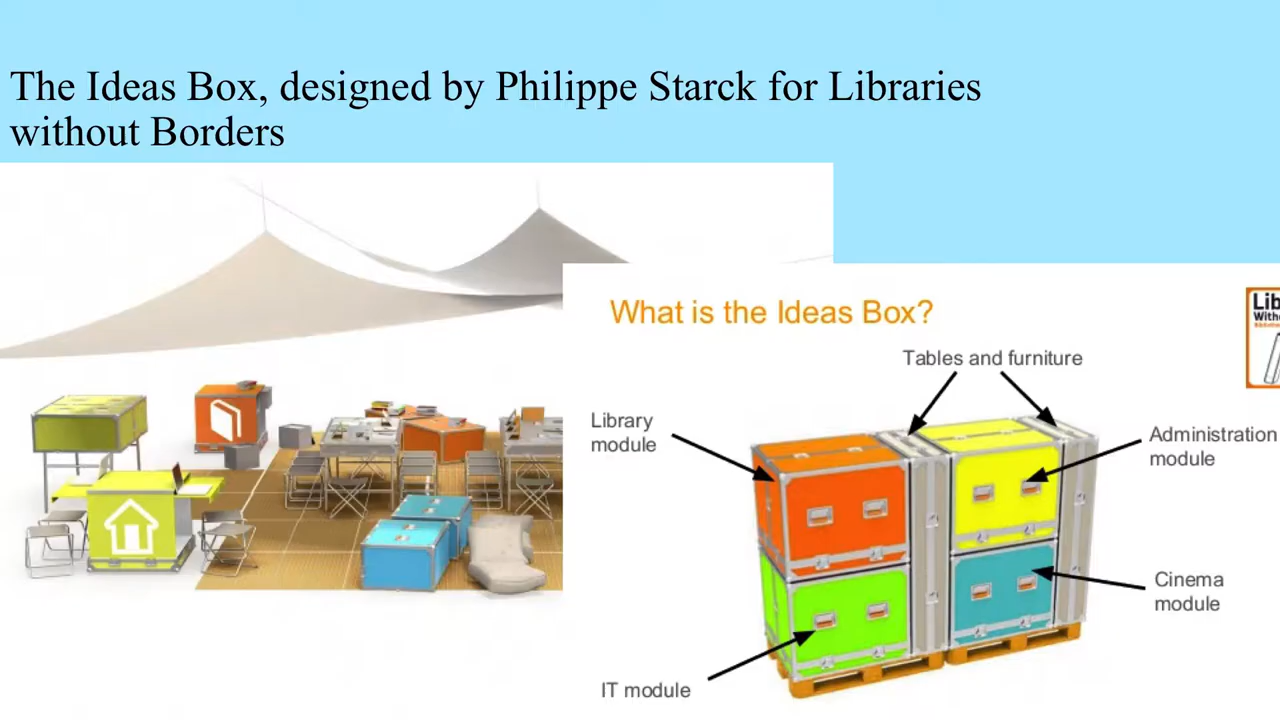 The Ideas Box, designed by Philippe Starck for Libraries
without Borders
What is the Ideas Box?
Tables and furniture
Library
module
Administration
module
Cinema
module
IT module